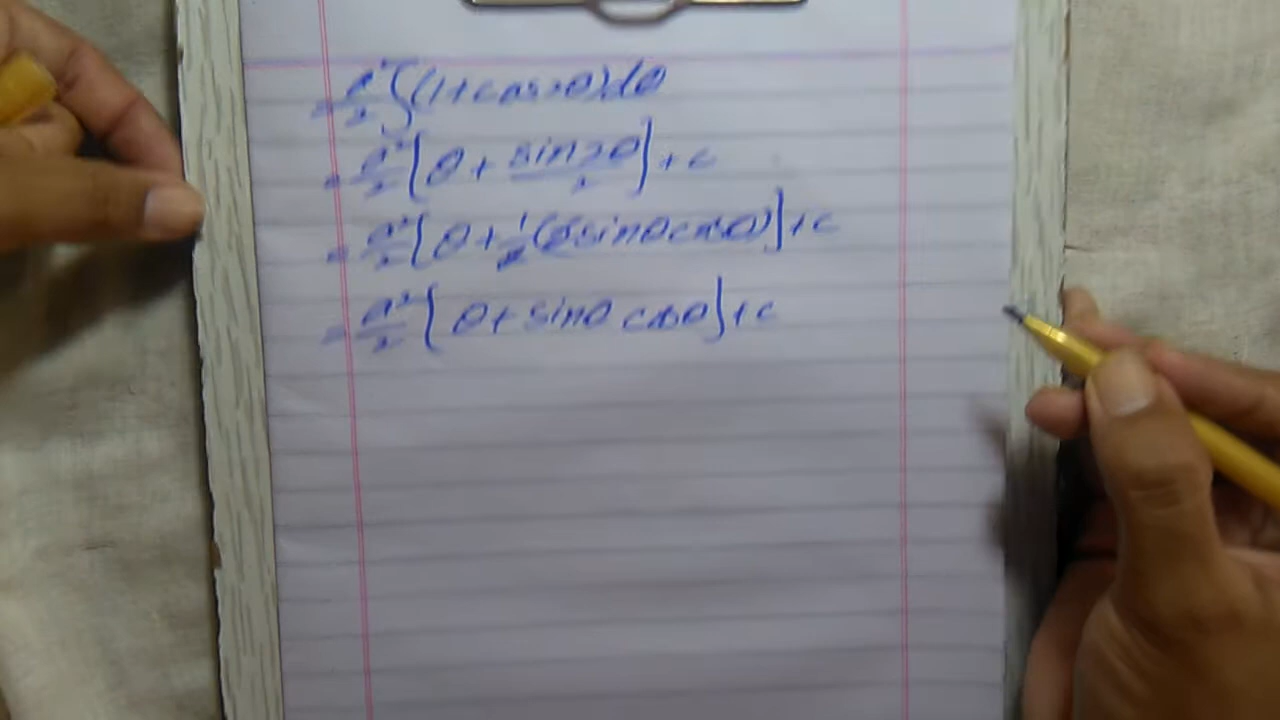 = a²/2 ∫(1+cos2θ)dθ
= a²/2 [θ + sin2θ/2] + c
= a²/2 [θ + 1/2 (2sinθcosθ)] + c
= a²/2 [θ + sinθ cosθ] + c